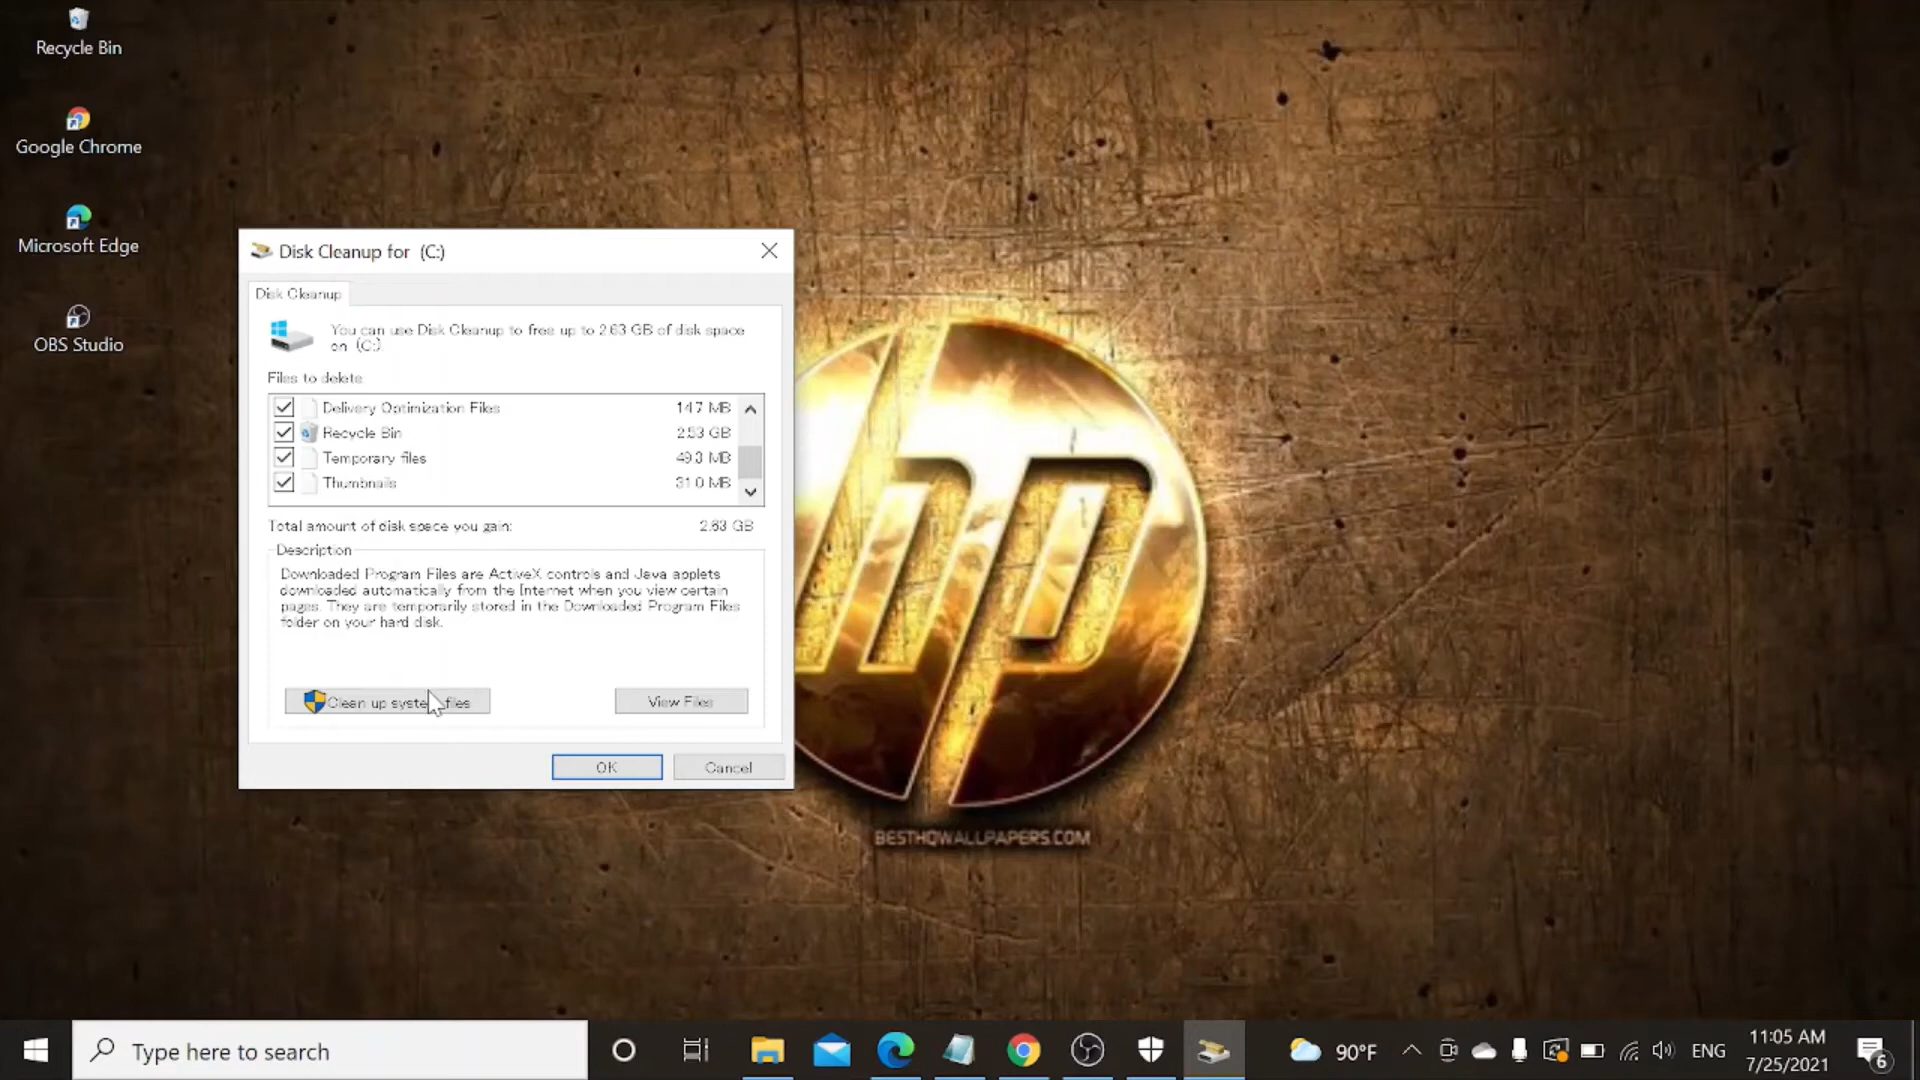 Recycle Bin
Google Chrome
Microsoft Edge
OBS Studio
Disk Cleanup for (C:)
Disk Cleanup
You can use Disk Cleanup to free up to 2.63 GB of disk space
on (C:).
Files to delete
Delivery Optimization Files 14.7 MB
Recycle Bin 2.53 GB
Temporary files 49.3 MB
Thumbnails 31.0 MB
Total amount of disk space you gain: 2.63 GB
Description
Downloaded Program Files are ActiveX controls and Java applets
downloaded automatically from the Internet when you view certain
pages. They are temporarily stored in the Downloaded Program Files
folder on your hard disk.
Clean up system files
View Files
OK
Cancel
hp
BESTHQWALLPAPERS.COM
Type here to search
90°F
ENG
11:05 AM
7/25/2021
6